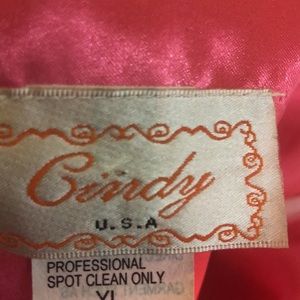 Cindy
U.S.A
PROFESSIONAL
SPOT CLEAN ONLY
XL